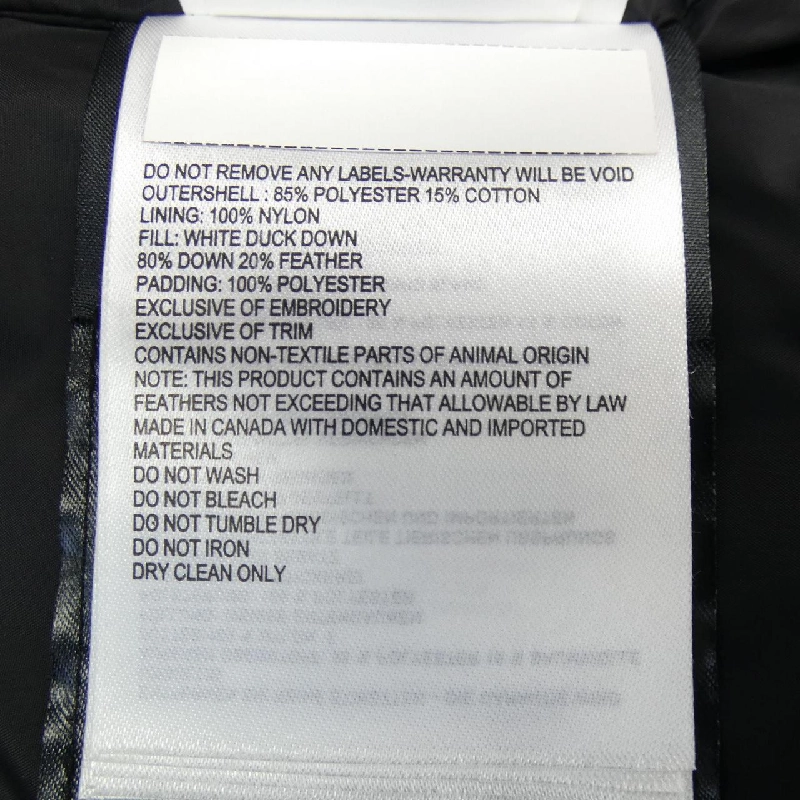 DO NOT REMOVE ANY LABELS-WARRANTY WILL BE VOID
OUTERSHELL : 85% POLYESTER 15% COTTON
LINING: 100% NYLON
FILL: WHITE DUCK DOWN
80% DOWN 20% FEATHER
PADDING: 100% POLYESTER
EXCLUSIVE OF EMBROIDERY
EXCLUSIVE OF TRIM
CONTAINS NON-TEXTILE PARTS OF ANIMAL ORIGIN
NOTE: THIS PRODUCT CONTAINS AN AMOUNT OF
FEATHERS NOT EXCEEDING THAT ALLOWABLE BY LAW
MADE IN CANADA WITH DOMESTIC AND IMPORTED
MATERIALS
DO NOT WASH
DO NOT BLEACH
DO NOT TUMBLE DRY
DO NOT IRON
DRY CLEAN ONLY